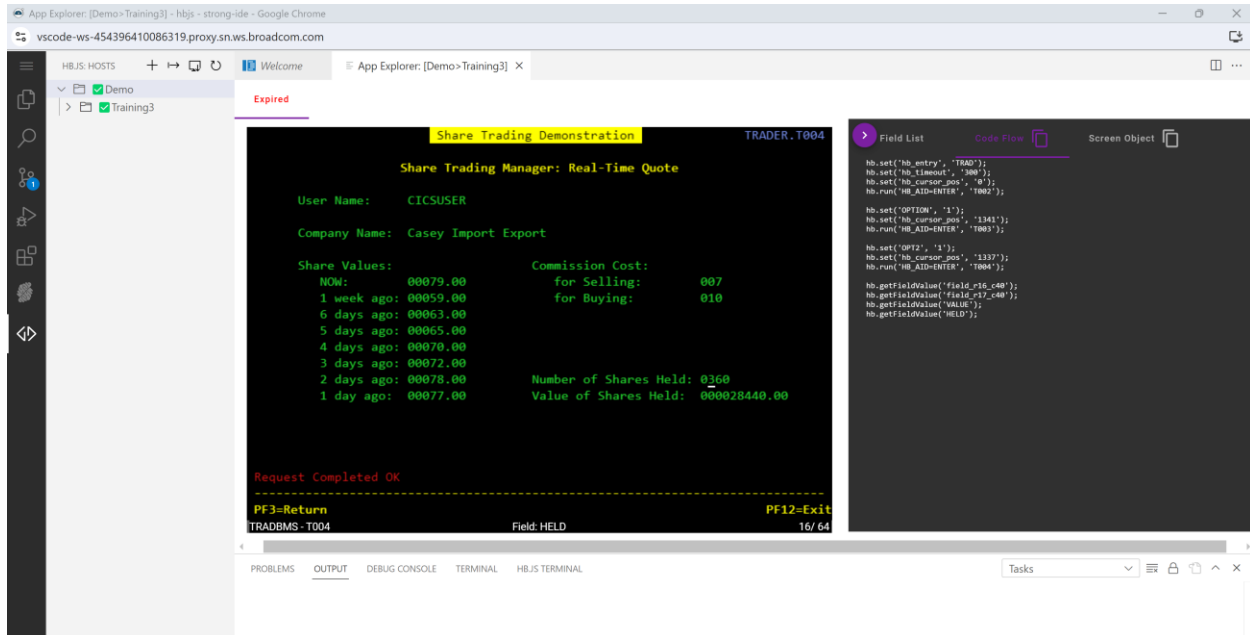 App Explorer: [Demo>Training3] - hbjs - strong-ide - Google Chrome
vscode-ws-454396410086319.proxy.sn.ws.broadcom.com
HBJS: HOSTS
Welcome
App Explorer: [Demo>Training3]
Demo
Training3
1
Expired
Share Trading Demonstration TRADER.T004
Share Trading Manager: Real-Time Quote
User Name: CICSUSER
Company Name: Casey Import Export
Share Values: Commission Cost:
NOW: 00079.00 for Selling: 007
1 week ago: 00059.00 for Buying: 010
6 days ago: 00063.00
5 days ago: 00065.00
4 days ago: 00070.00
3 days ago: 00072.00
2 days ago: 00078.00 Number of Shares Held: 0360
1 day ago: 00077.00 Value of Shares Held: 000028440.00
Request Completed OK
PF3=Return PF12=Exit
TRADBMS - T004 Field: HELD 16/ 64
Field List Code Flow Screen Object
hb.set('hb_entry', 'TRAD');
hb.set('hb_timeout', '300');
hb.set('hb_cursor_pos', '0');
hb.run('HB_AID=ENTER', 'T002');
hb.set('OPTION', '1');
hb.set('hb_cursor_pos', '1341');
hb.run('HB_AID=ENTER', 'T003');
hb.set('OPT2', '1');
hb.set('hb_cursor_pos', '1337');
hb.run('HB_AID=ENTER', 'T004');
hb.getFieldValue('field_r16_c40');
hb.getFieldValue('field_r17_c40');
hb.getFieldValue('VALUE');
hb.getFieldValue('HELD');
PROBLEMS OUTPUT DEBUG CONSOLE TERMINAL HBJS TERMINAL
Tasks